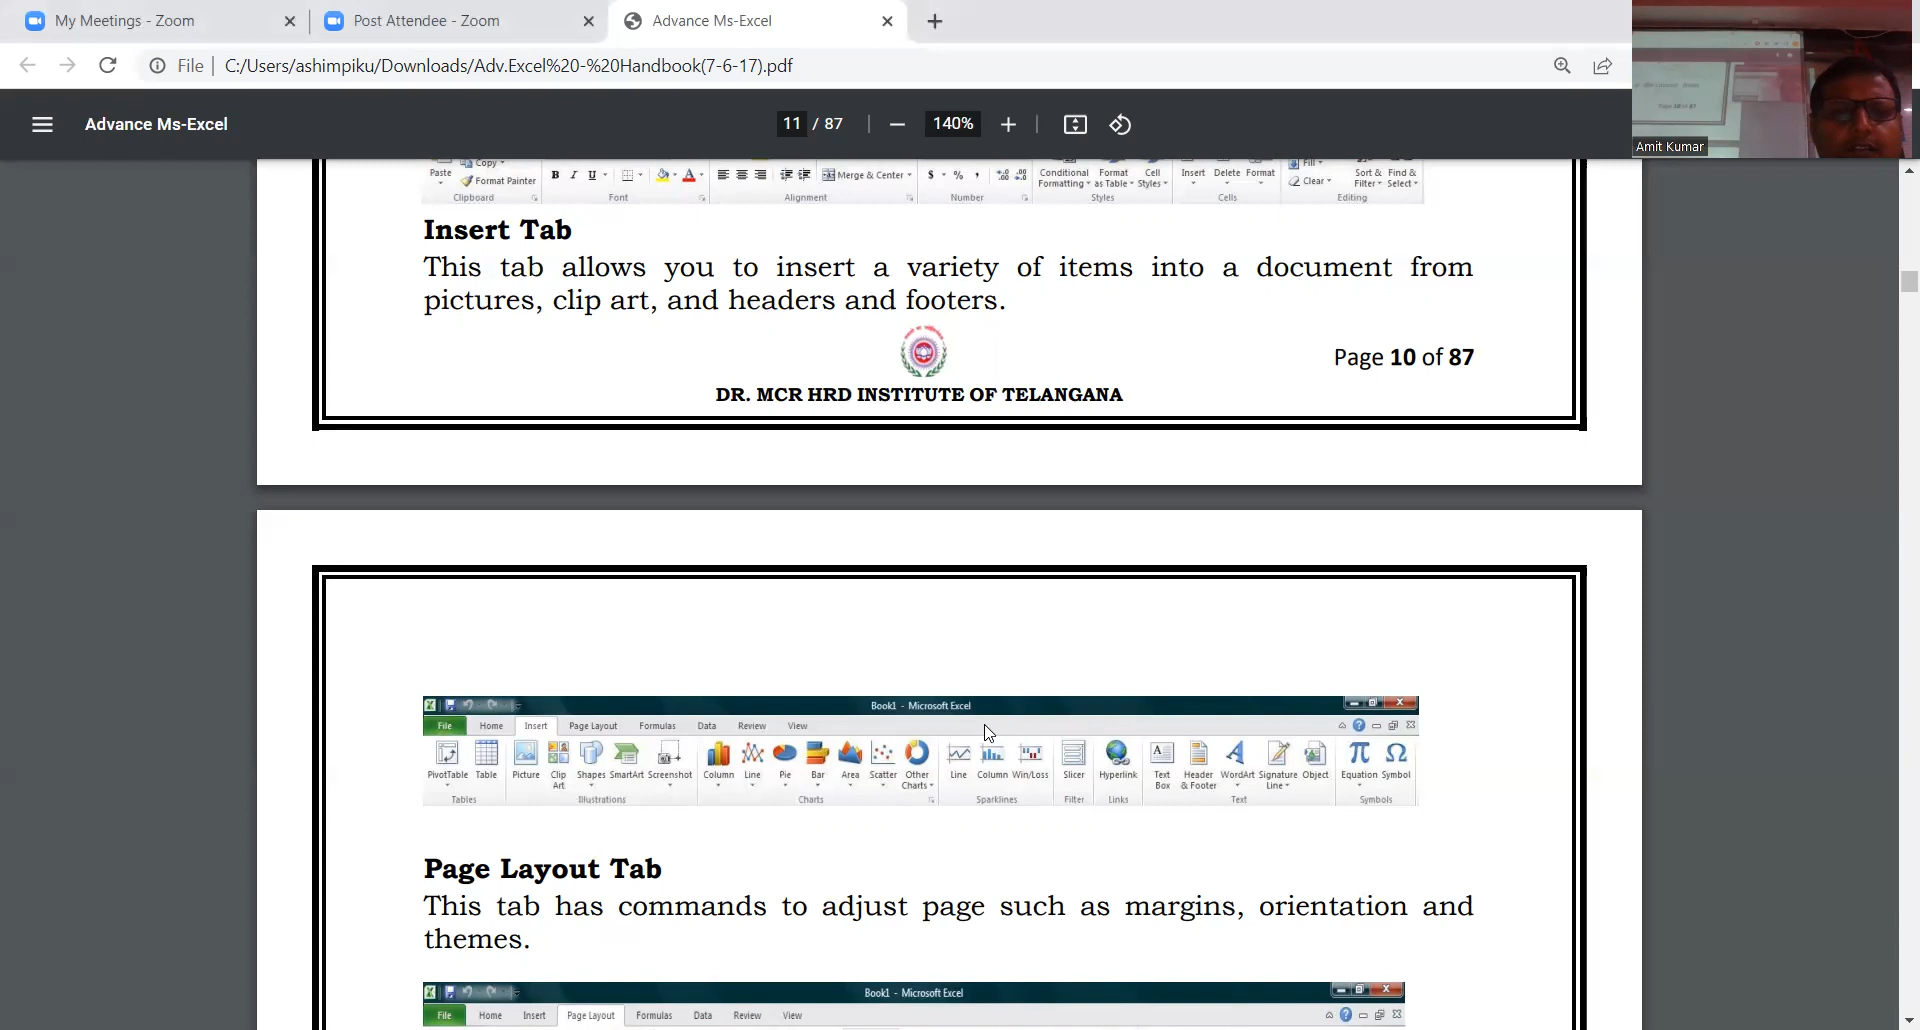 My Meetings - Zoom
Post Attendee - Zoom
Advance Ms-Excel
File
C:/Users/ashimpiku/Downloads/Adv.Excel%20-%20Handbook(7-6-17).pdf
Amit Kumar
Advance Ms-Excel
11 / 87
140%
Paste Copy
Format Painter
B I U
Merge & Center
$ % ,
Conditional Formatting Format as Table Cell Styles
Insert Delete Format
Fill
Clear
Sort & Filter Find & Select
Clipboard Font Alignment Number Styles Cells Editing
Insert Tab
This tab allows you to insert a variety of items into a document from
pictures, clip art, and headers and footers.
Page 10 of 87
DR. MCR HRD INSTITUTE OF TELANGANA
Book1 - Microsoft Excel
File Home Insert Page Layout Formulas Data Review View
PivotTable Table Picture Clip Art Shapes SmartArt Screenshot Column Line Pie Bar Area Scatter Other Charts Line Column Win/Loss Slicer Hyperlink Text Box Header & Footer WordArt Signature Line Object Equation Symbol
Tables Illustrations Charts Sparklines Filter Links Text Symbols
Page Layout Tab
This tab has commands to adjust page such as margins, orientation and
themes.
Book1 - Microsoft Excel
File Home Insert Page Layout Formulas Data Review View